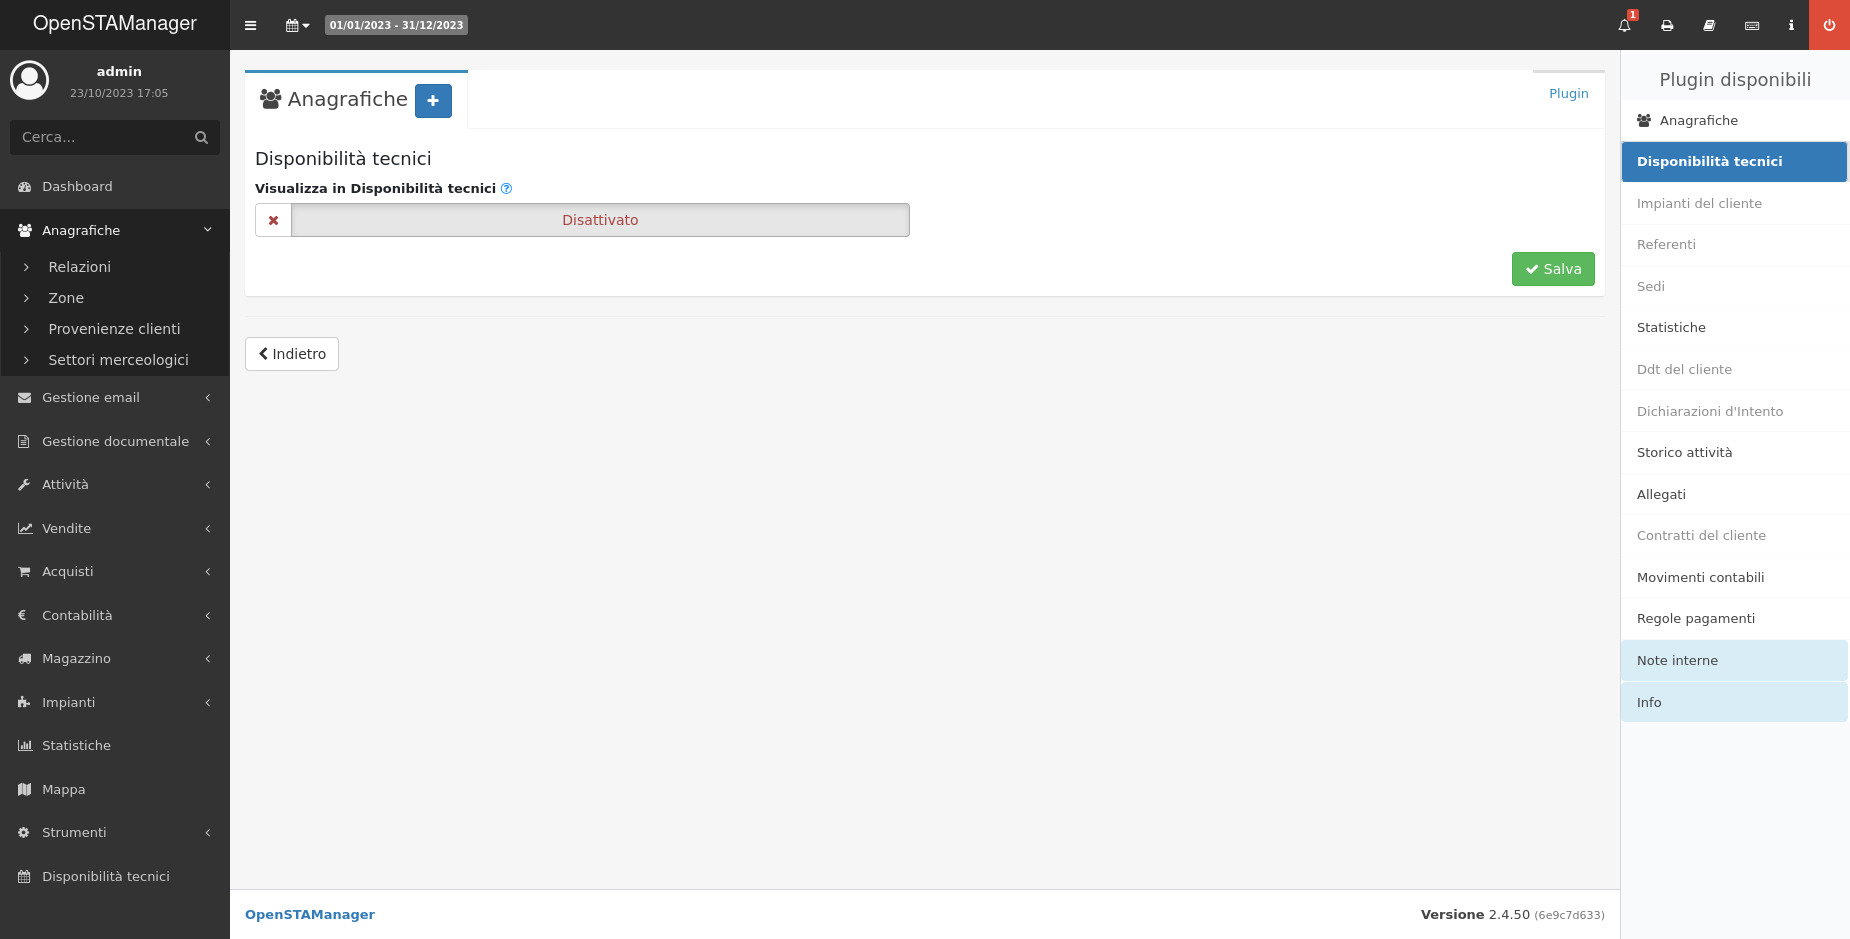 OpenSTAManager
01/01/2023 - 31/12/2023
1
admin
23/10/2023 17:05
Cerca...
Dashboard
Anagrafiche
Relazioni
Zone
Provenienze clienti
Settori merceologici
Gestione email
Gestione documentale
Attività
Vendite
Acquisti
Contabilità
Magazzino
Impianti
Statistiche
Mappa
Strumenti
Disponibilità tecnici
Anagrafiche
Plugin
Disponibilità tecnici
Visualizza in Disponibilità tecnici
Disattivato
Salva
Indietro
Plugin disponibili
Anagrafiche
Disponibilità tecnici
Impianti del cliente
Referenti
Sedi
Statistiche
Ddt del cliente
Dichiarazioni d'Intento
Storico attività
Allegati
Contratti del cliente
Movimenti contabili
Regole pagamenti
Note interne
Info
OpenSTAManager
Versione 2.4.50 (6e9c7d633)